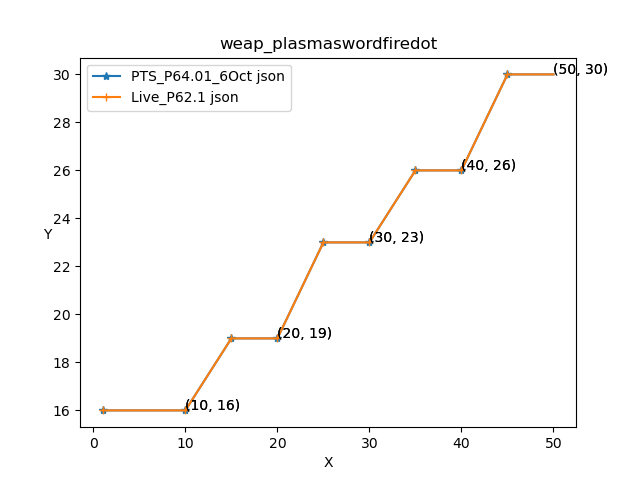 weap_plasmaswordfiredot
PTS_P64.01_6Oct json
Live_P62.1 json
30
28
26
24
22
20
18
16
Y
(50, 30)
(40, 26)
(30, 23)
(20, 19)
(10, 16)
0 10 20 30 40 50
X